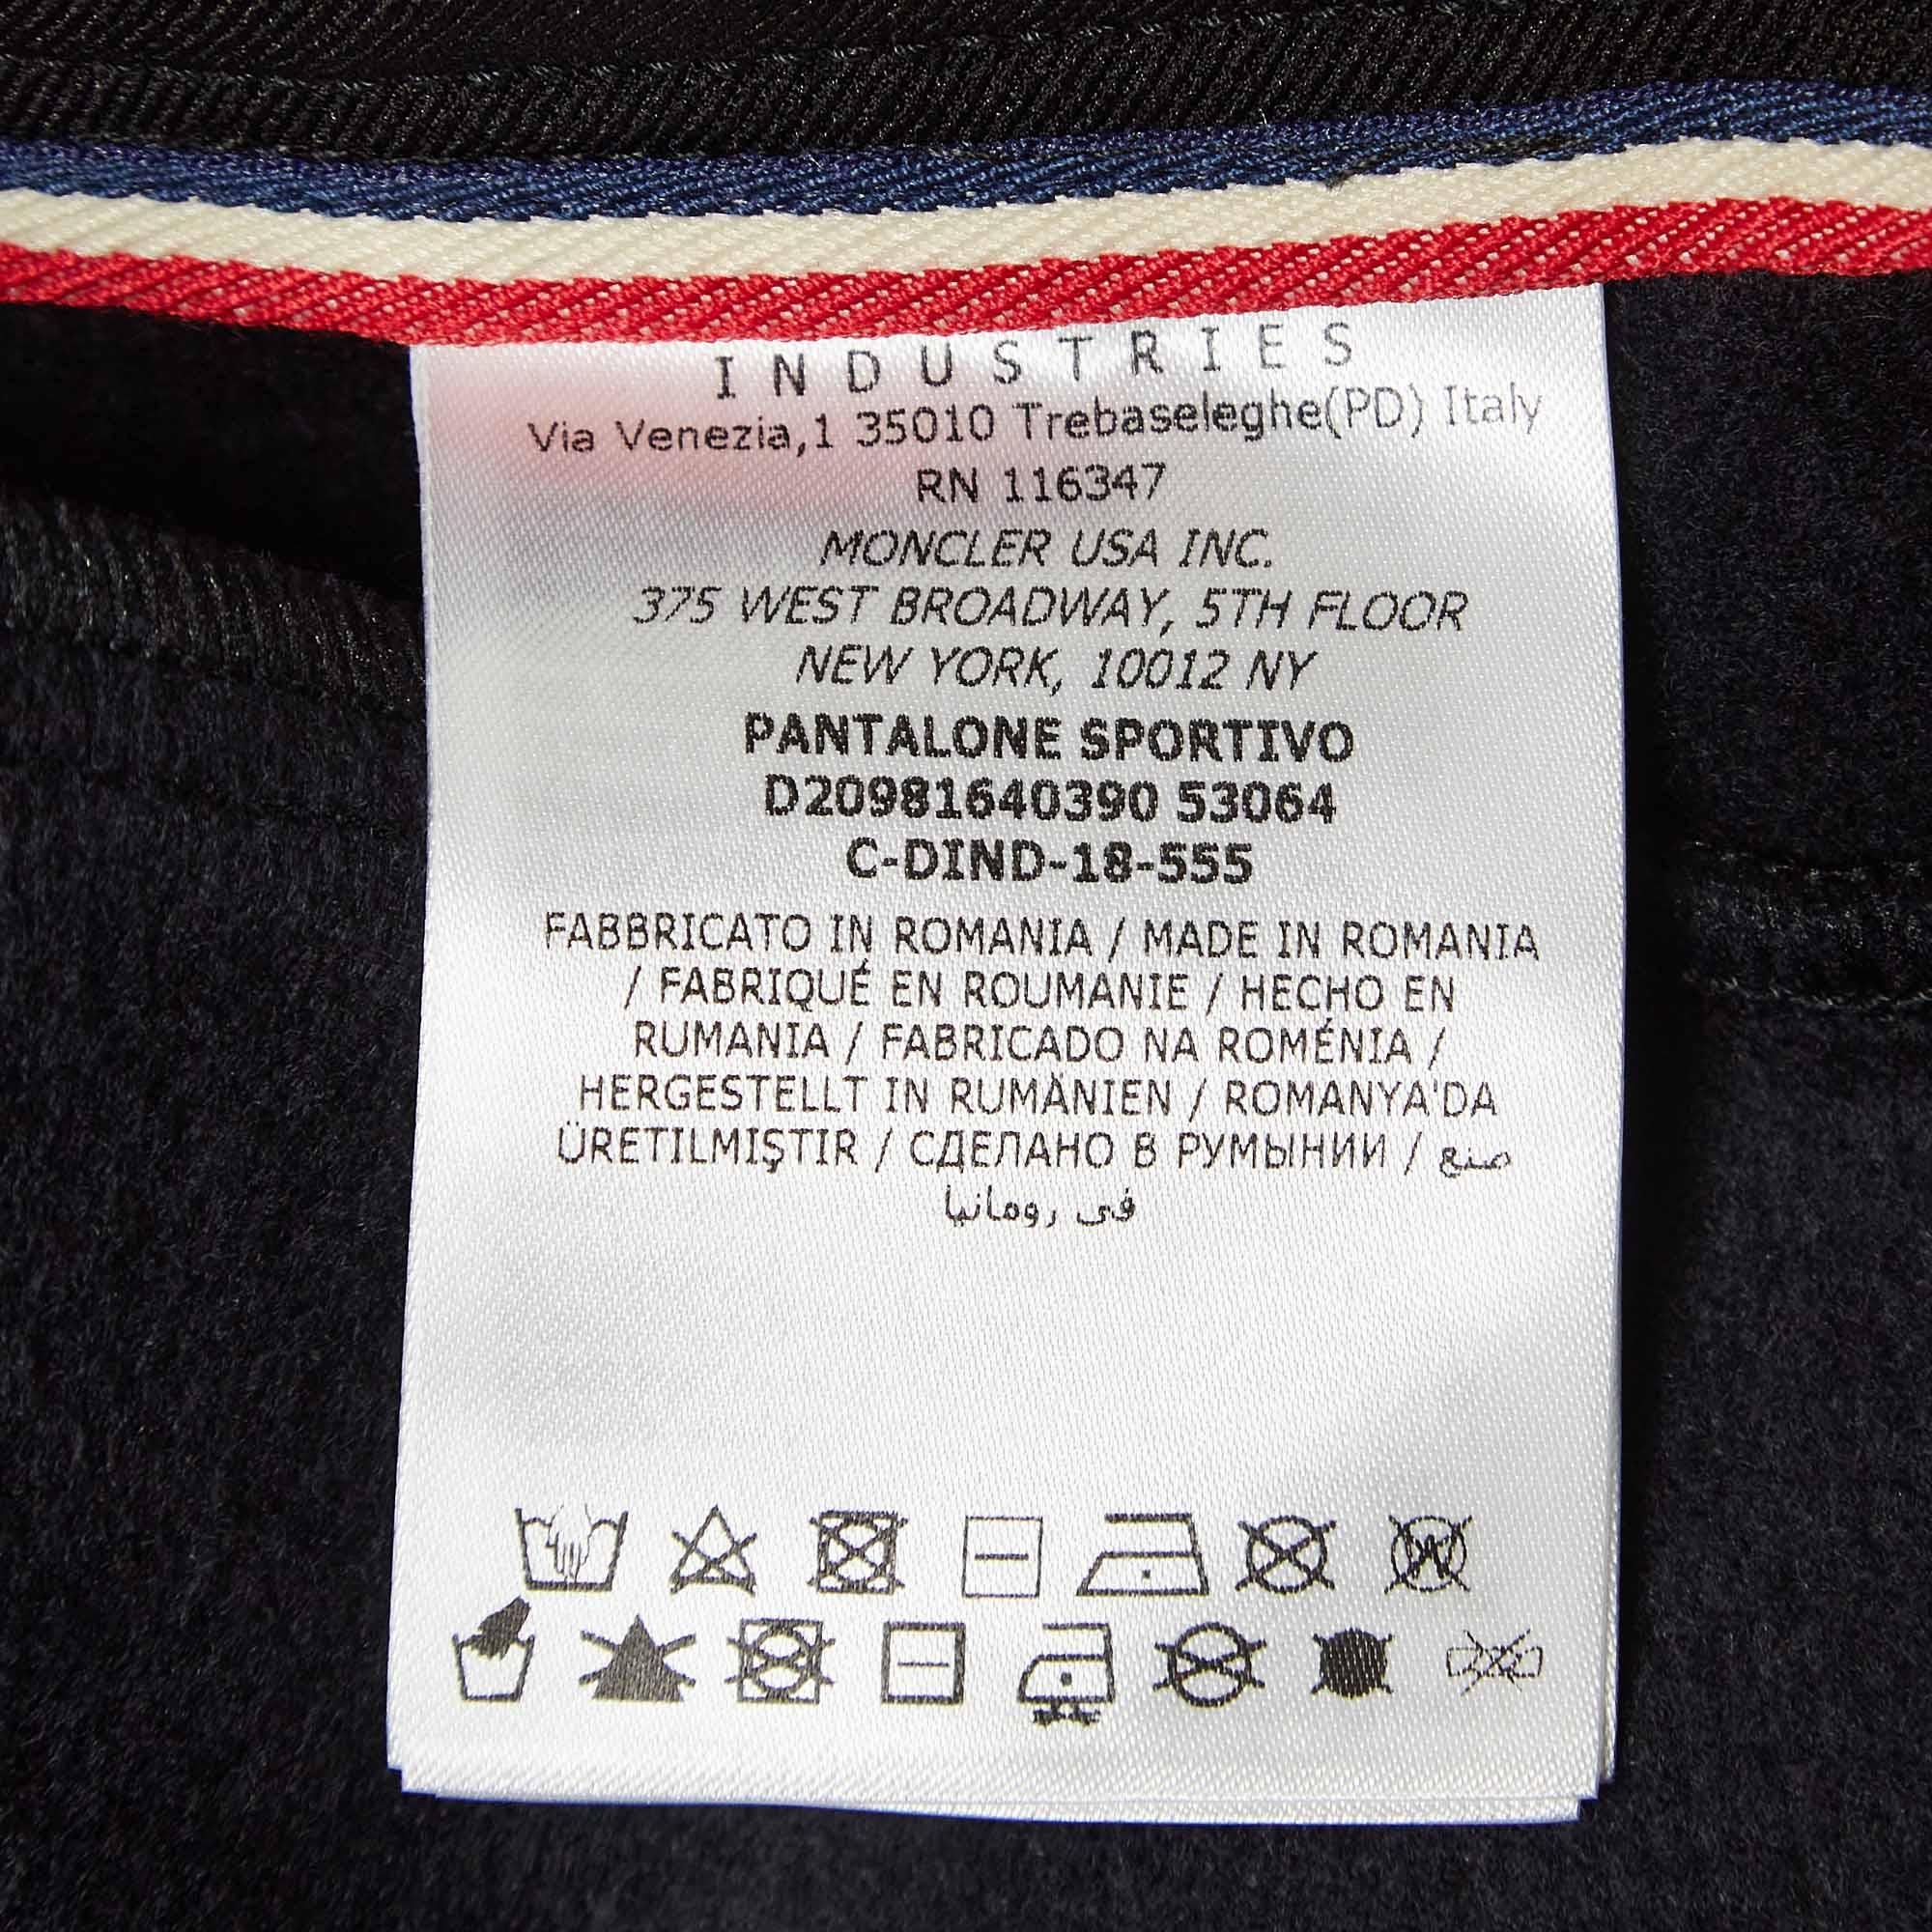 INDUSTRIES
Via Venezia,1 35010 Trebaseleghe(PD) Italy
RN 116347
MONCLER USA INC.
375 WEST BROADWAY, 5TH FLOOR
NEW YORK, 10012 NY
PANTALONE SPORTIVO
D20981640390 53064
C-DIND-18-555
FABBRICATO IN ROMANIA / MADE IN ROMANIA
/ FABRIQUÉ EN ROUMANIE / HECHO EN
RUMANIA / FABRICADO NA ROMÉNIA /
HERGESTELLT IN RUMÄNIEN / ROMANYA'DA
ÜRETILMIŞTIR / СДЕЛАНО В РУМЫНИИ / صنع
فى رومانيا
W